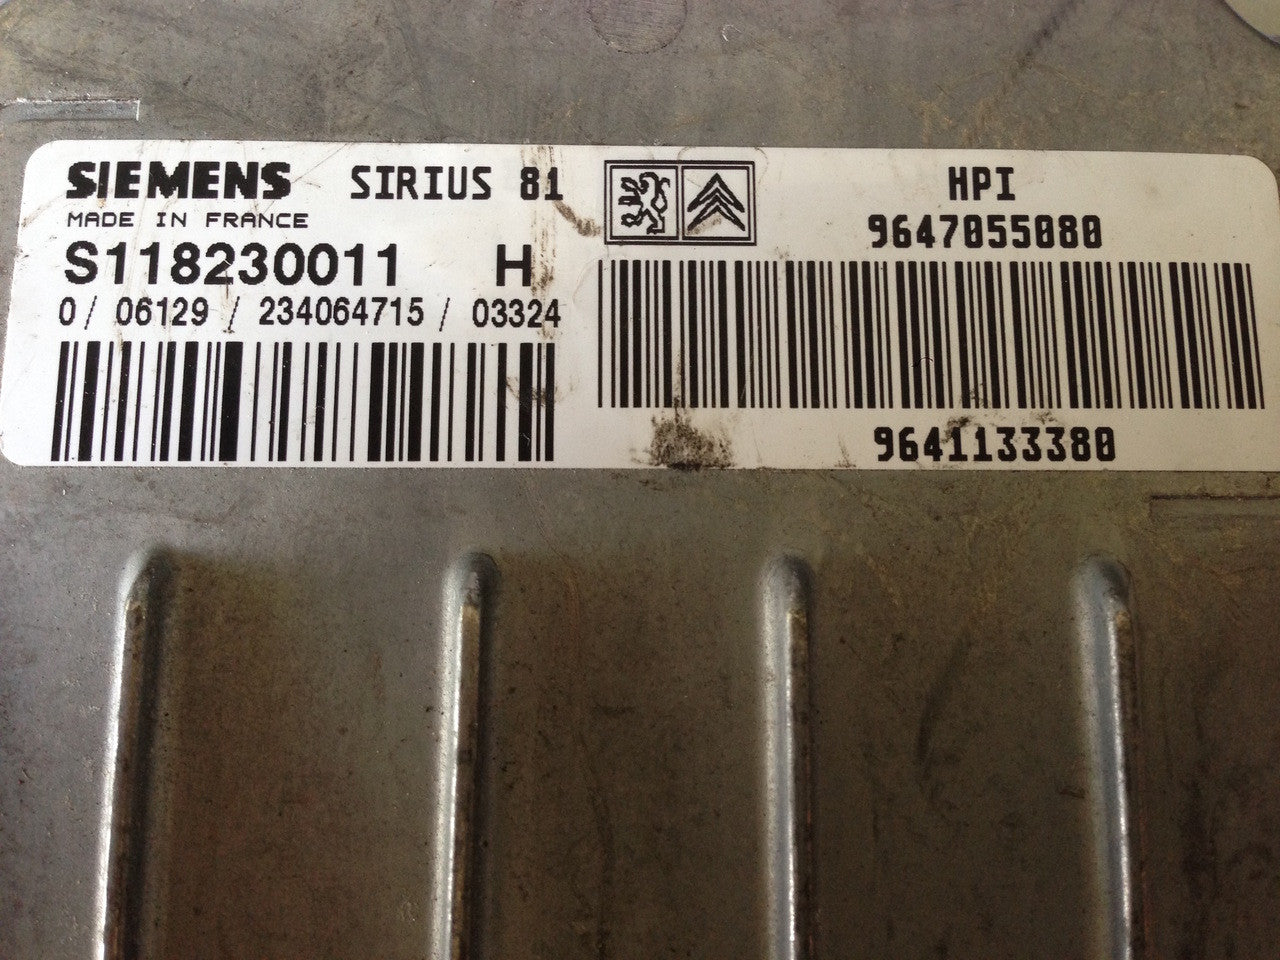 SIEMENS SIRIUS 81
MADE IN FRANCE
S118230011 H
0/ 06129 / 234064715 / 03324
HPI
9647055080
9641133380